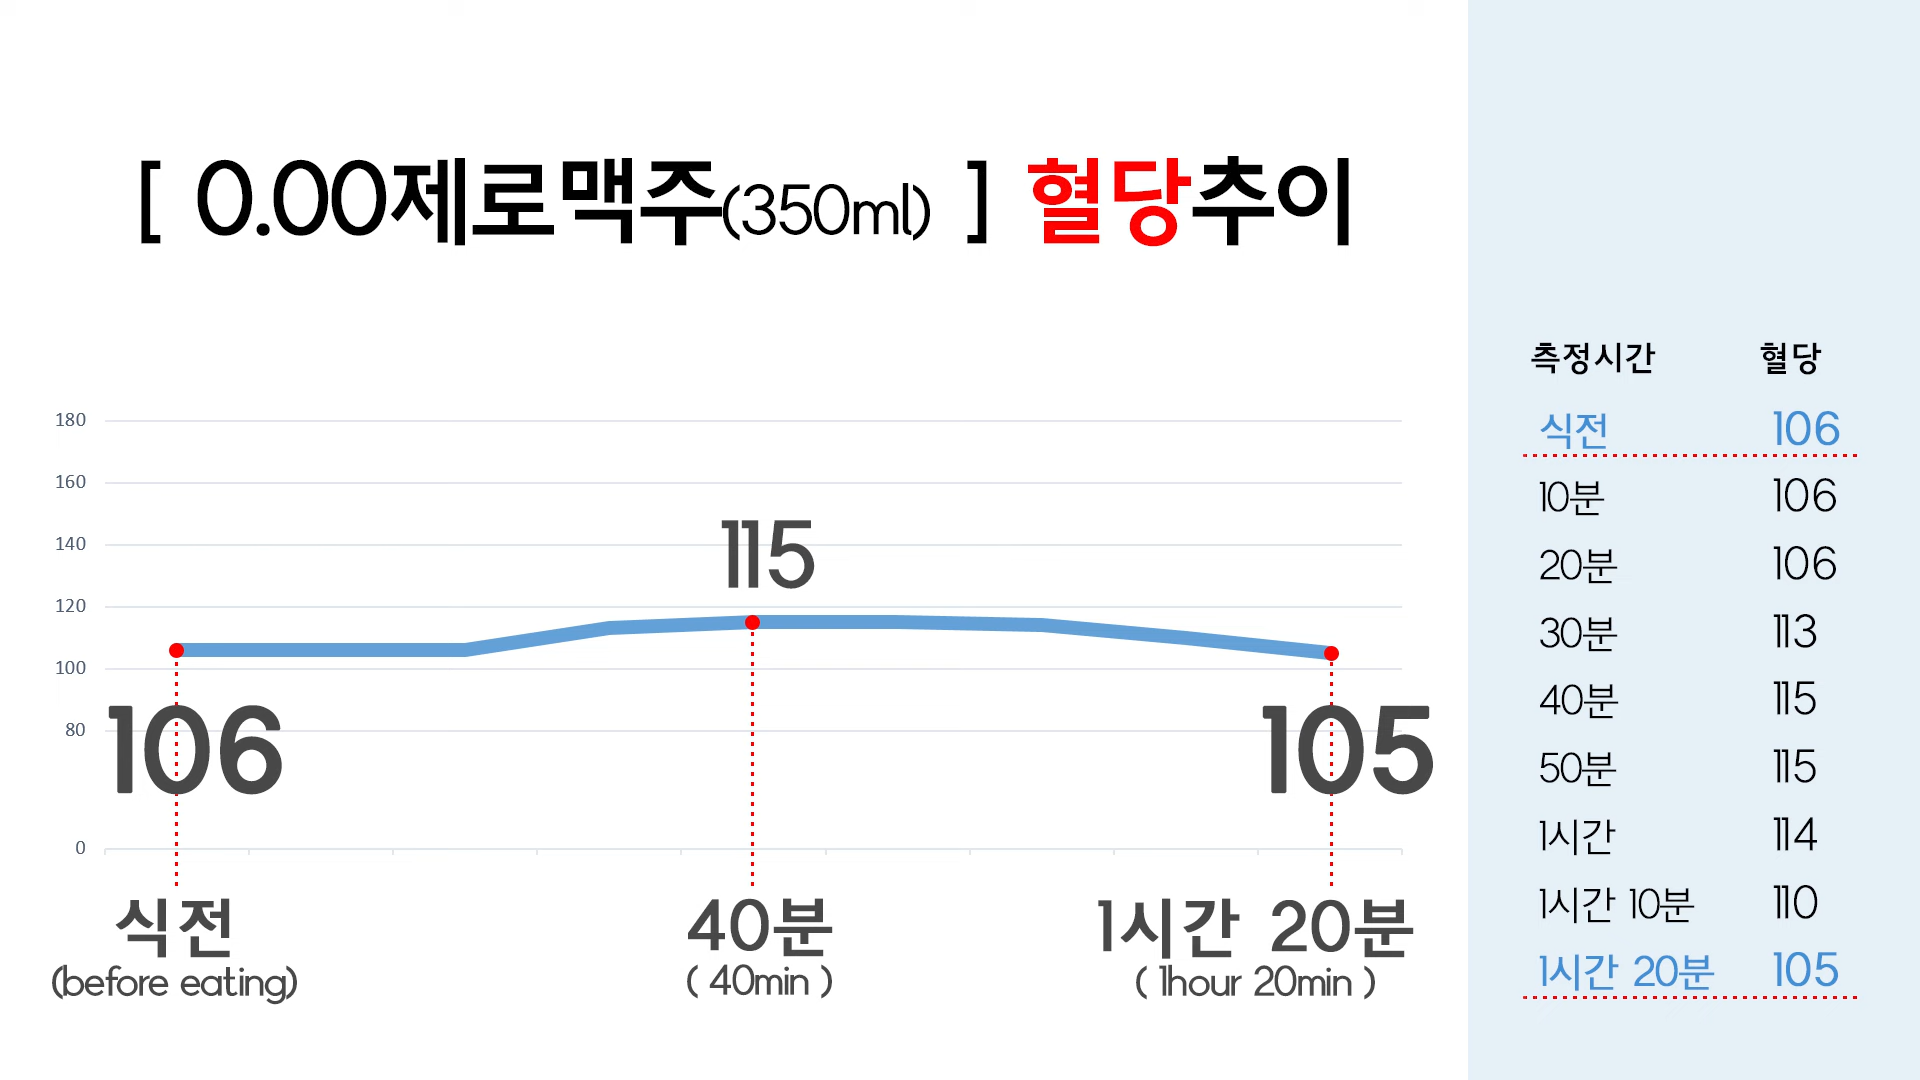 [ 0.00제로맥주(350ml) ] 혈당추이
180
160
140
120
100
80
0
115
106
105
식전
(before eating)
40분
( 40min )
1시간 20분
( 1hour 20min )
측정시간 혈당
식전 106
10분 106
20분 106
30분 113
40분 115
50분 115
1시간 114
1시간 10분 110
1시간 20분 105